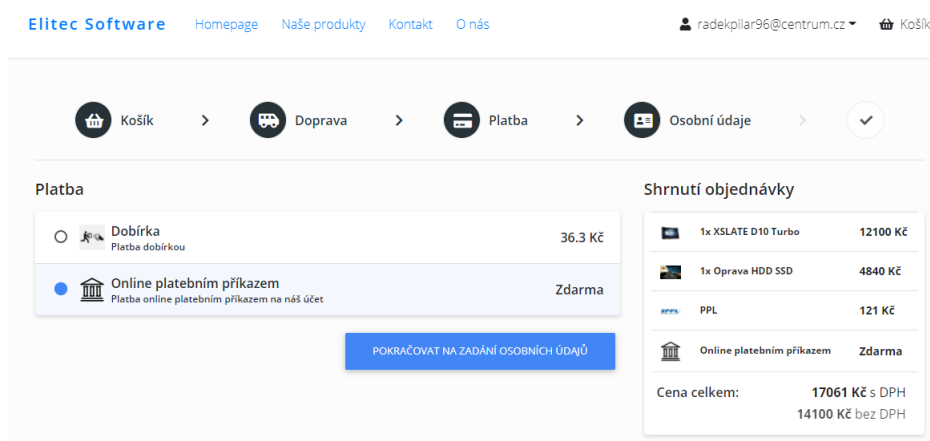 Elitec Software Homepage Naše produkty Kontakt O nás radekpllar96@centrum.cz Košík
Košík Doprava Platba Osobní údaje
Platba
Dobírka 36.3 Kč
Platba dobírkou
Online platebním příkazem Zdarma
Platba online platebním příkazem na náš účet
POKRAČOVAT NA ZADÁNÍ OSOBNÍCH ÚDAJŮ
Shrnutí objednávky
1x XSLATE D10 Turbo 12100 Kč
1x Oprava HDD SSD 4840 Kč
PPL 121 Kč
Online platebním příkazem Zdarma
Cena celkem: 17061 Kč s DPH
14100 Kč bez DPH